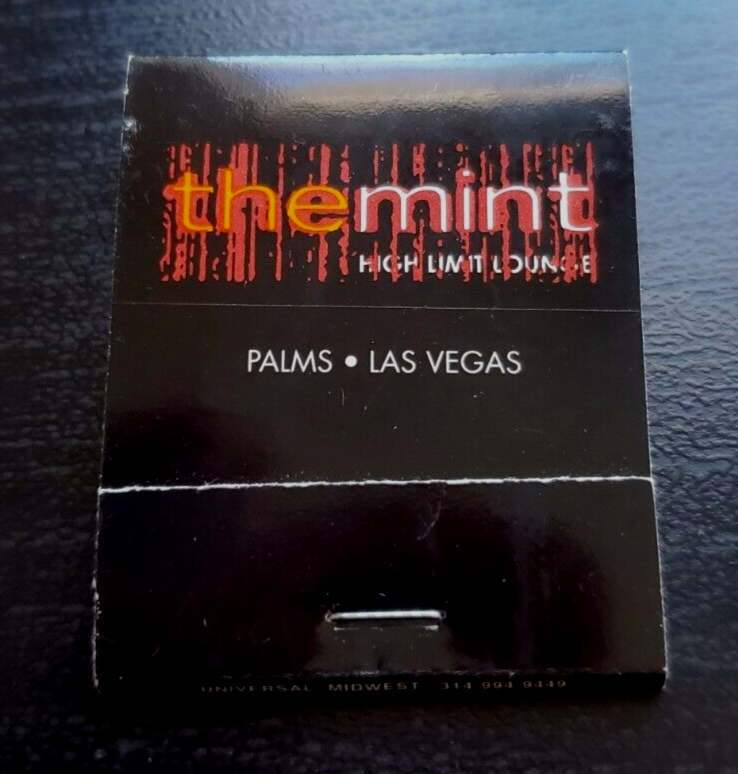 themint
HIGH LIMIT LOUNGE
PALMS • LAS VEGAS
UNIVERSAL MIDWEST 314 994 9449